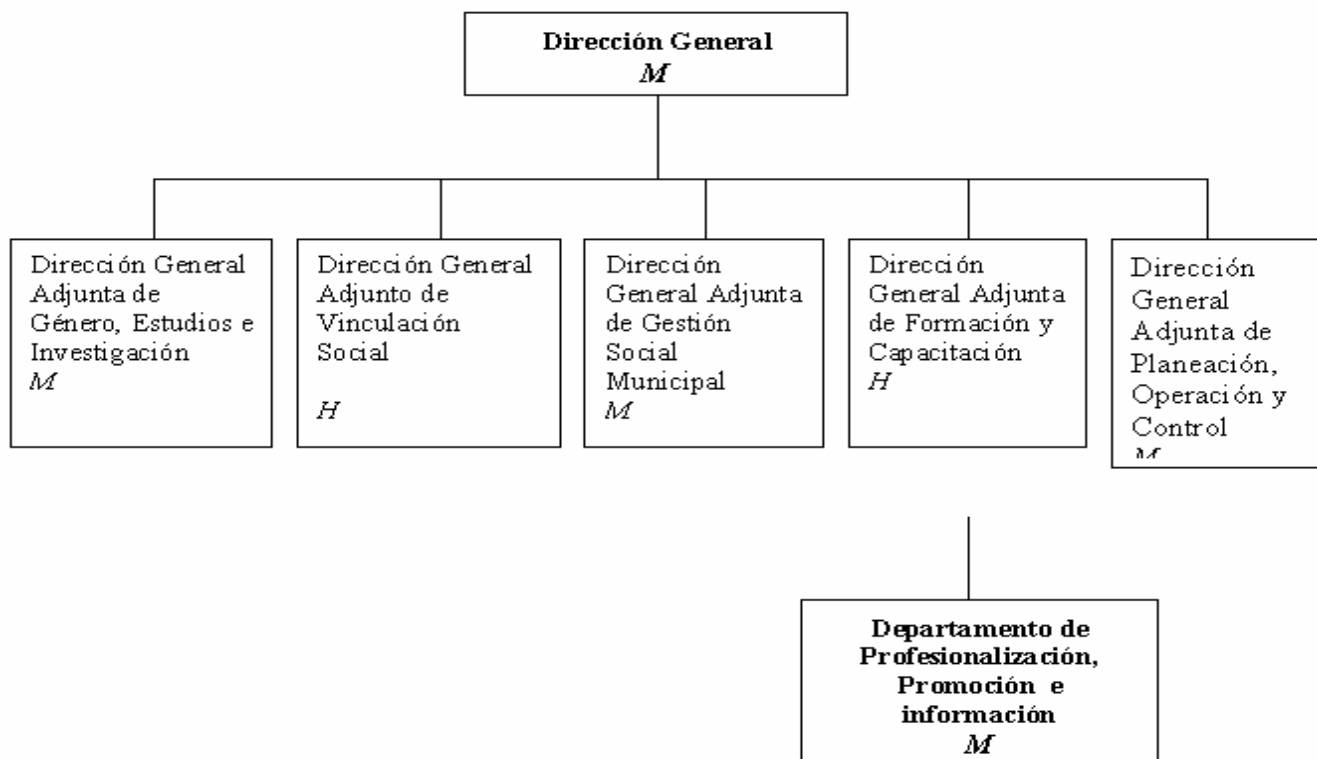 Dirección General
M
Dirección General
Adjunta de
Género, Estudios e
Investigación
M
Dirección General
Adjunto de
Vinculación
Social
H
Dirección
General Adjunta
de Gestión
Social
Municipal
M
Dirección
General Adjunta
de Formación y
Capacitación
H
Dirección
General
Adjunta de
Planeación,
Operación y
Control
M
Departamento de
Profesionalización,
Promoción e
información
M